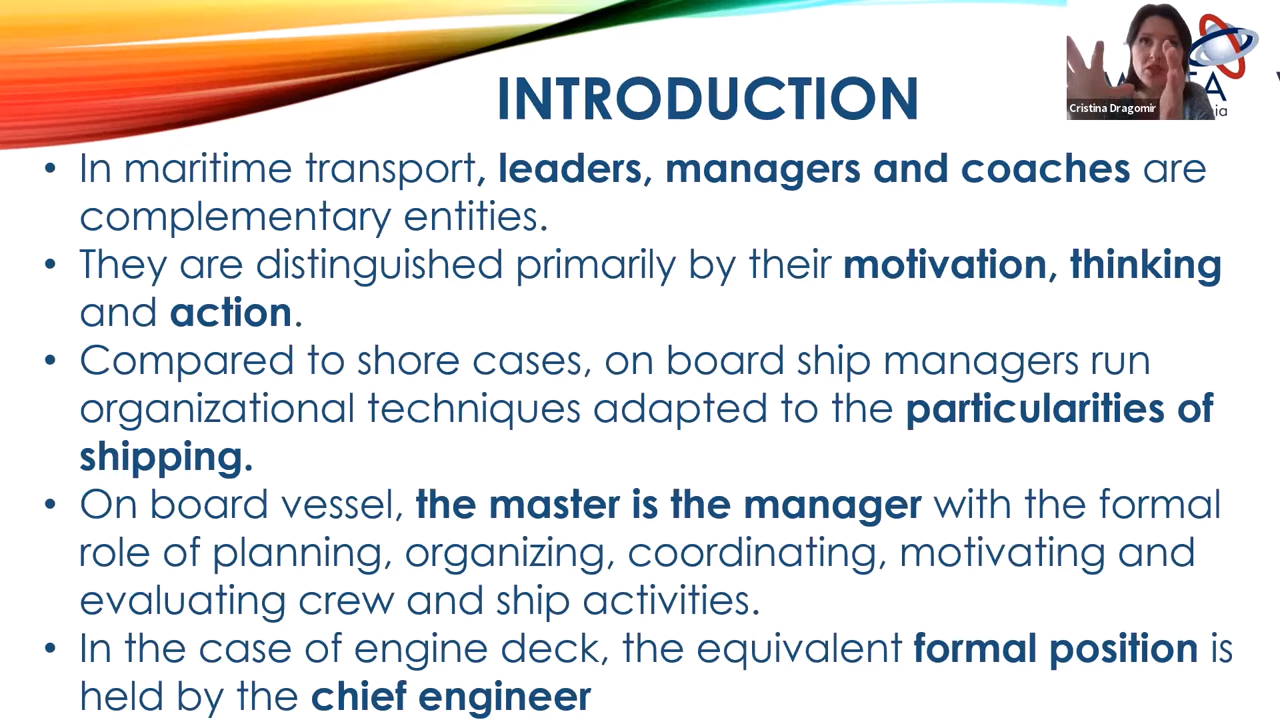 INTRODUCTION
Cristina Dragomir
• In maritime transport, leaders, managers and coaches are
complementary entities.
• They are distinguished primarily by their motivation, thinking
and action.
• Compared to shore cases, on board ship managers run
organizational techniques adapted to the particularities of
shipping.
• On board vessel, the master is the manager with the formal
role of planning, organizing, coordinating, motivating and
evaluating crew and ship activities.
• In the case of engine deck, the equivalent formal position is
held by the chief engineer